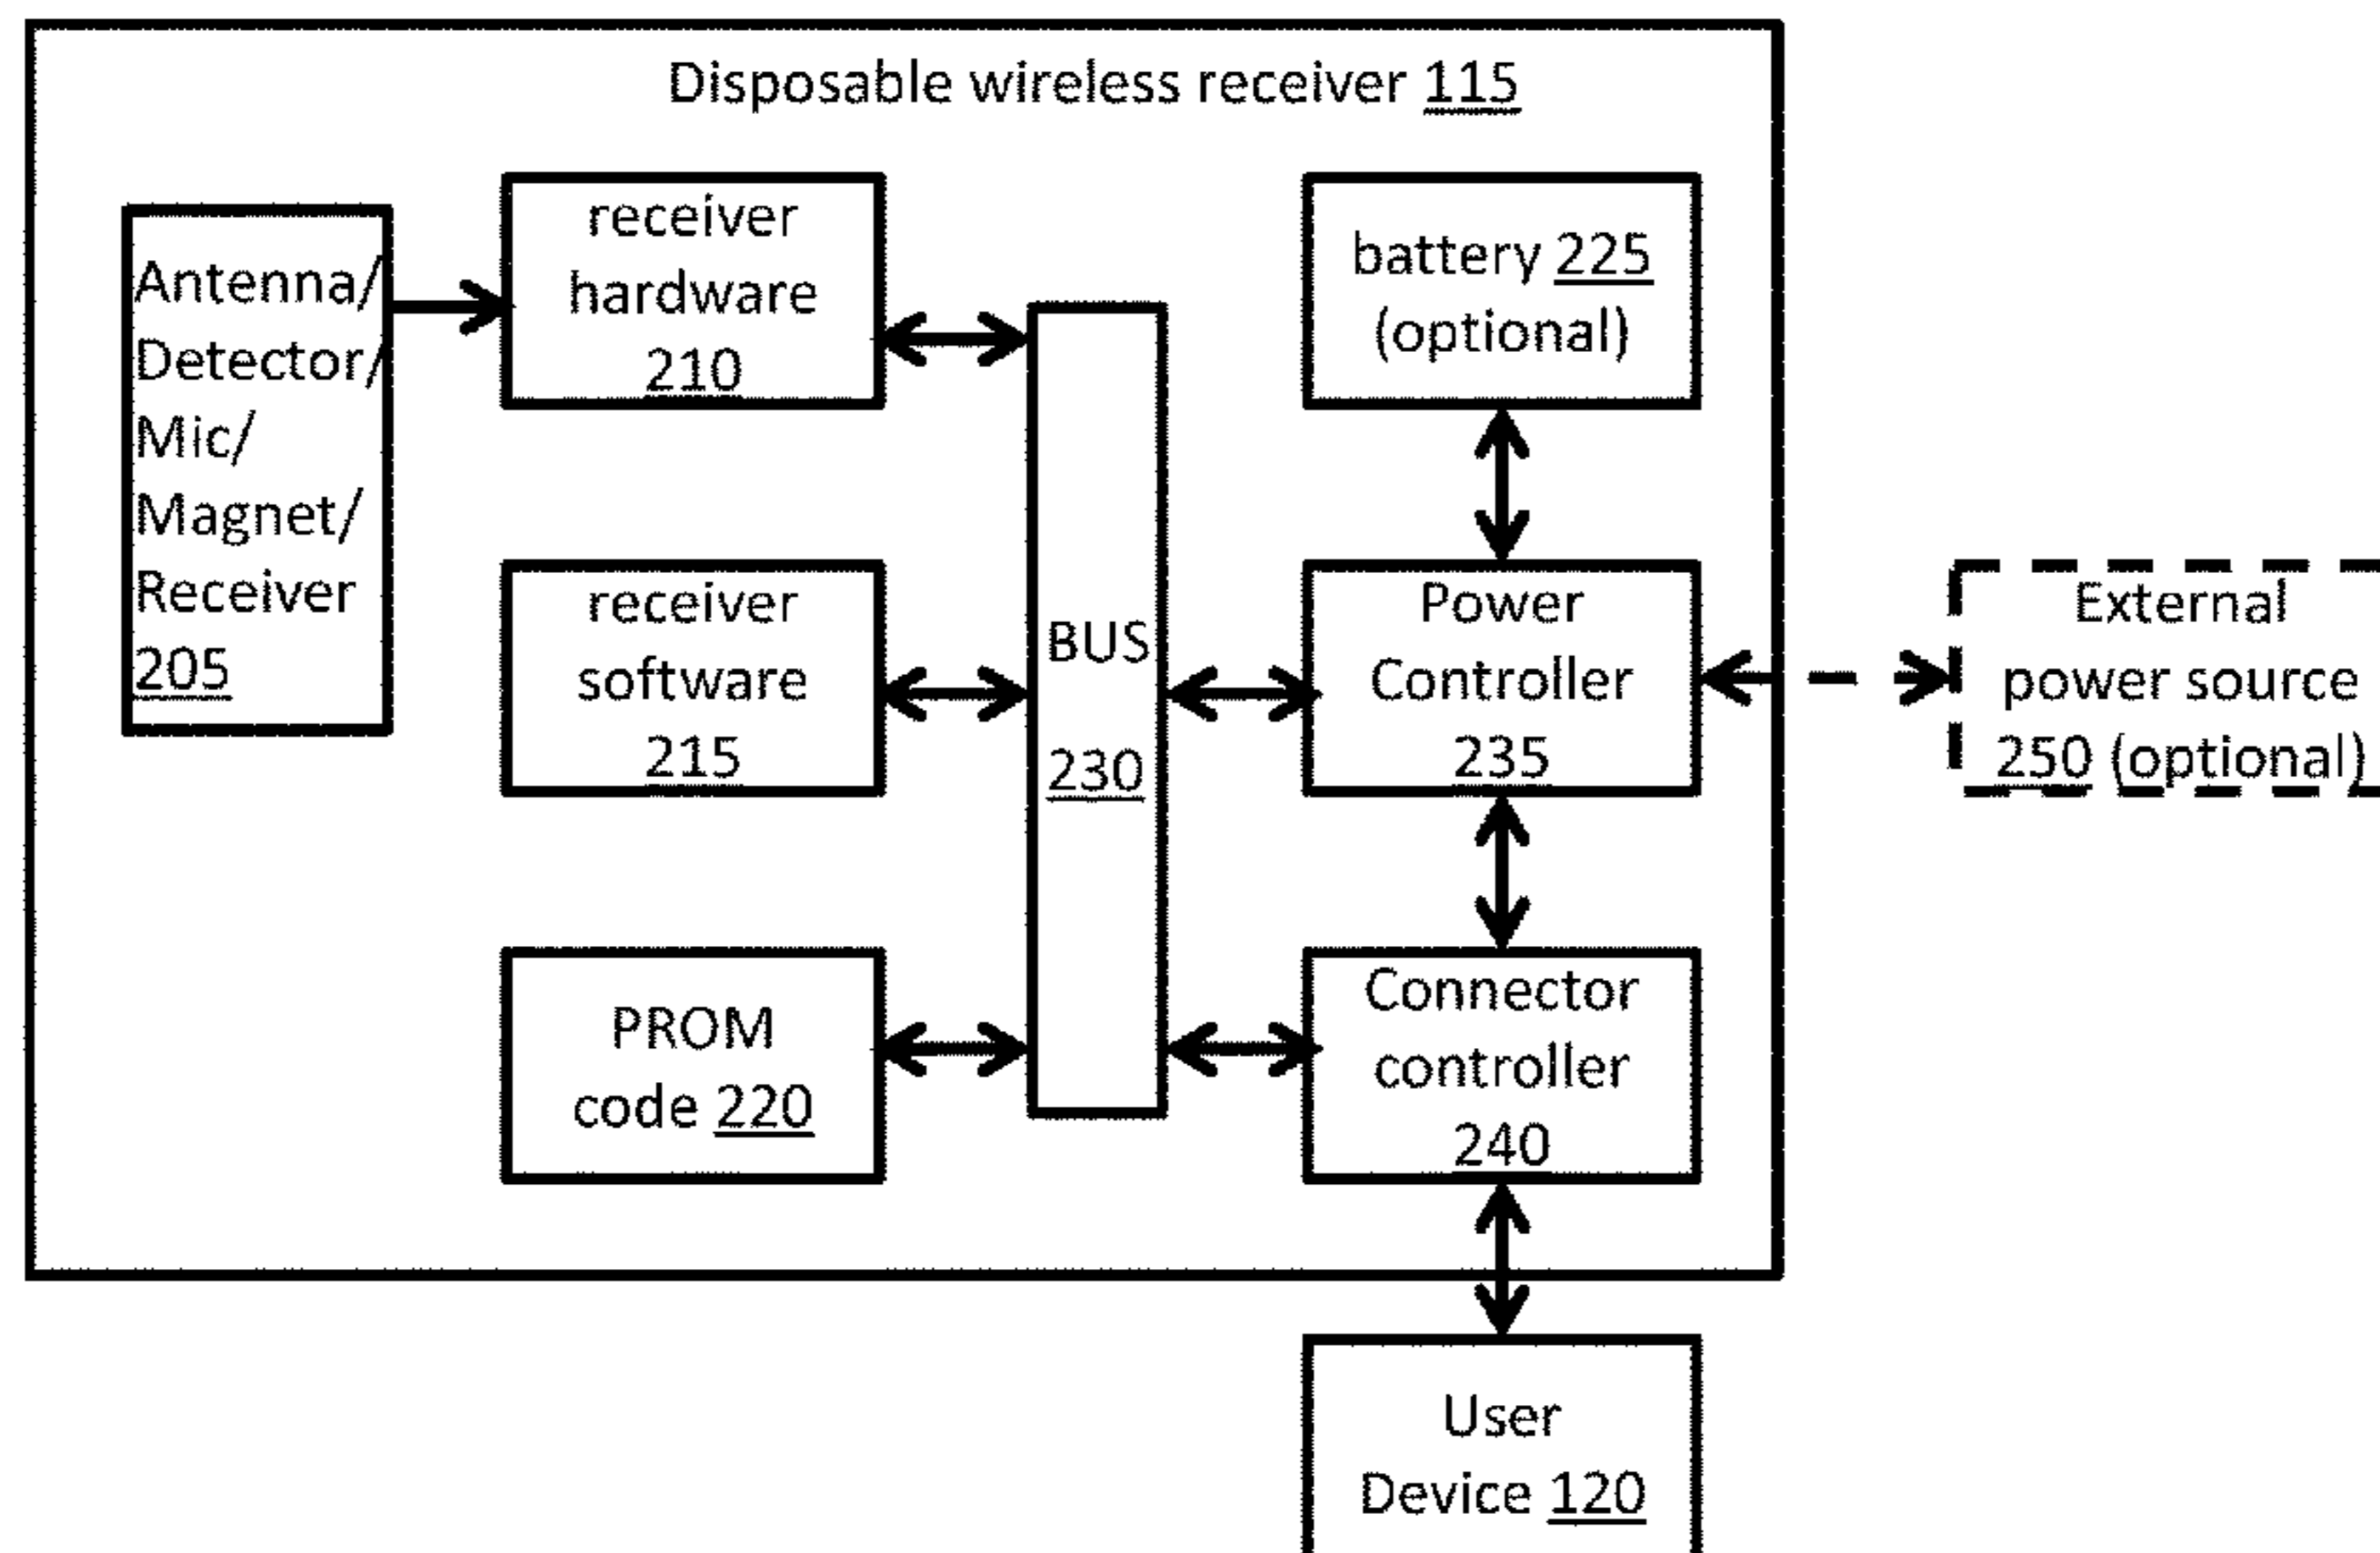 Disposable wireless receiver 115
Antenna/
Detector/
Mic/
Magnet/
Receiver
205
receiver
hardware
210
receiver
software
215
PROM
code 220
BUS
230
battery 225
(optional)
Power
Controller
235
Connector
controller
240
External
power source
250 (optional)
User
Device 120